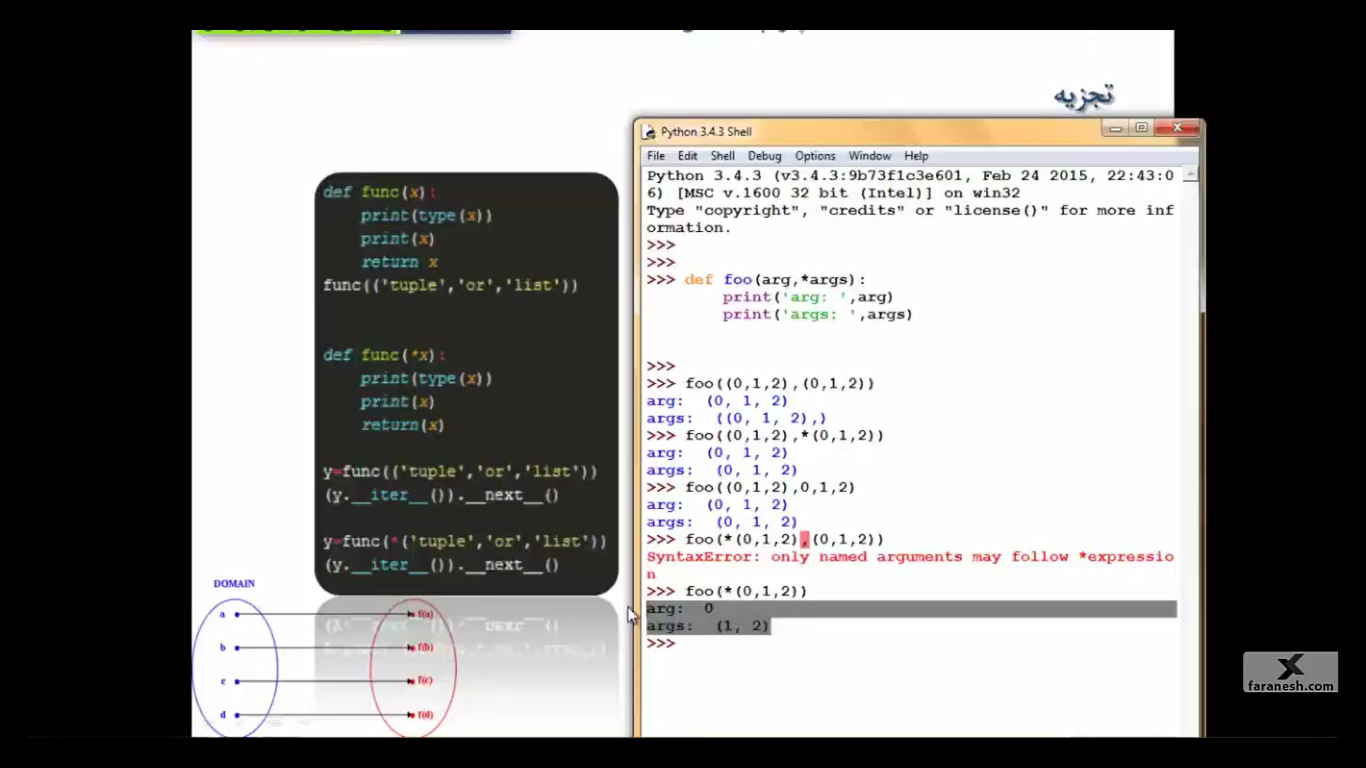 تجزیه
def func(x):
    print(type(x))
    print(x)
    return x
func(('tuple','or','list'))
def func(*x):
    print(type(x))
    print(x)
    return(x)
y=func(('tuple','or','list'))
(y.__iter__()).__next__()
y=func(*('tuple','or','list'))
(y.__iter__()).__next__()
DOMAIN
a f(a)
b f(b)
c f(c)
d f(d)
Python 3.4.3 Shell
File Edit Shell Debug Options Window Help
Python 3.4.3 (v3.4.3:9b73f1c3e601, Feb 24 2015, 22:43:0
6) [MSC v.1600 32 bit (Intel)] on win32
Type "copyright", "credits" or "license()" for more inf
ormation.
>>>
>>>
>>> def foo(arg,*args):
        print('arg: ',arg)
        print('args: ',args)
>>>
>>> foo((0,1,2),(0,1,2))
arg:  (0, 1, 2)
args:  ((0, 1, 2),)
>>> foo((0,1,2),*(0,1,2))
arg:  (0, 1, 2)
args:  (0, 1, 2)
>>> foo((0,1,2),0,1,2)
arg:  (0, 1, 2)
args:  (0, 1, 2)
>>> foo(*(0,1,2),(0,1,2))
SyntaxError: only named arguments may follow *expressio
n
>>> foo(*(0,1,2))
arg:  0
args:  (1, 2)
>>>
faranesh.com